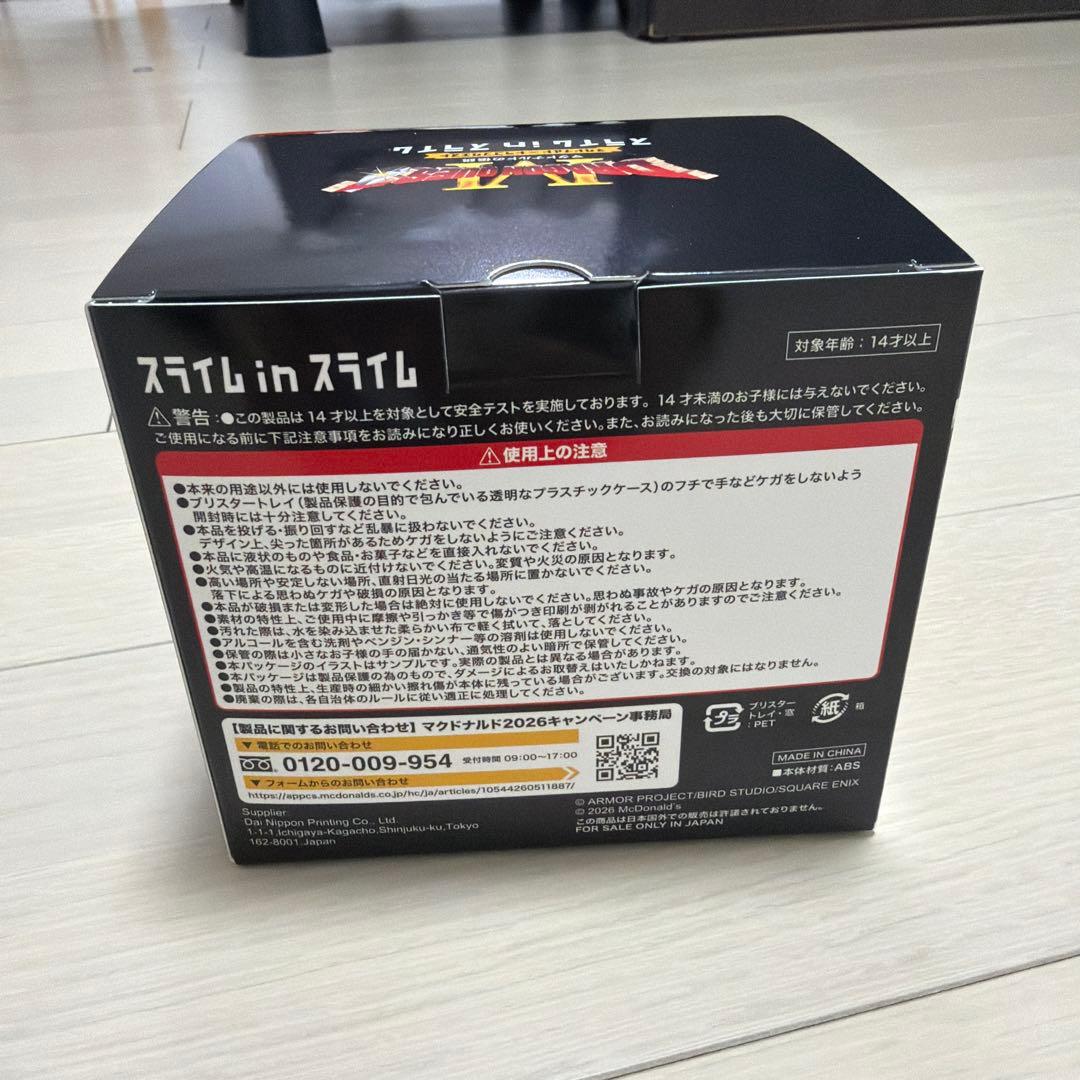 スライム in スライム
マクドナルド×ドラゴンクエスト
マクドナルドの伝説
DRAGON QUEST
スライム in スライム
対象年齢：14才以上
⚠警告：●この製品は14才以上を対象として安全テストを実施しております。14才未満のお子様には与えないでください。
ご使用になる前に下記注意事項をお読みになり正しくお使いください。また、お読みになった後も大切に保管してください。
⚠使用上の注意
●本来の用途以外には使用しないでください。
●ブリスタートレイ(製品保護の目的で包んでいる透明なプラスチックケース)のフチで手などケガをしないよう
開封時には十分注意してください。
●本品を投げる・振り回すなど乱暴に扱わないでください。
デザイン上、尖った箇所があるためケガをしないようにご注意ください。
●本品に液状のものや食品・お菓子などを直接入れないでください。
●火気や高温になるものに近付けないでください。変質や火災の原因となります。
●高い場所や安定しない場所、直射日光の当たる場所に置かないでください。
落下による思わぬケガや破損の原因となります。
●本品が破損または変形した場合は絶対に使用しないでください。思わぬ事故やケガの原因となります。
●素材の特性上、ご使用中に摩擦や引っかき等で傷がつき印刷が剥がれることがありますのでご注意ください。
●汚れた際は、水を染み込ませた柔らかい布で軽く拭いて、落としてください。
●アルコールを含む洗剤やベンジン・シンナー等の溶剤は使用しないでください。
●保管の際は小さなお子様の手の届かない、通気性のよい暗所で保管してください。
●本パッケージのイラストはサンプルです。実際の製品とは異なる場合があります。
●本パッケージは製品保護の為のもので、ダメージによるお取替えはいたしかねます。
●製品の特性上、生産時の細かい擦れ傷が本体に残っている場合がございます。交換の対象にはなりません。
●廃棄の際は、各自治体のルールに従い適正に処理してください。
【製品に関するお問い合わせ】マクドナルド2026キャンペーン事務局
▼電話でのお問い合わせ
0120-009-954 受付時間 09:00〜17:00
▼フォームからのお問い合わせ
https://appcs.mcdonalds.co.jp/hc/ja/articles/10544260511887/
プラ
ブリスター
トレイ・窓
:PET
紙
箱
MADE IN CHINA
■本体材質：ABS
Supplier
Dai Nippon Printing Co., Ltd.
1-1-1,Ichigaya-Kagacho,Shinjuku-ku,Tokyo
162-8001,Japan
© ARMOR PROJECT/BIRD STUDIO/SQUARE ENIX
© 2026 McDonald's
この商品は日本国外での販売は許諾されておりません。
FOR SALE ONLY IN JAPAN